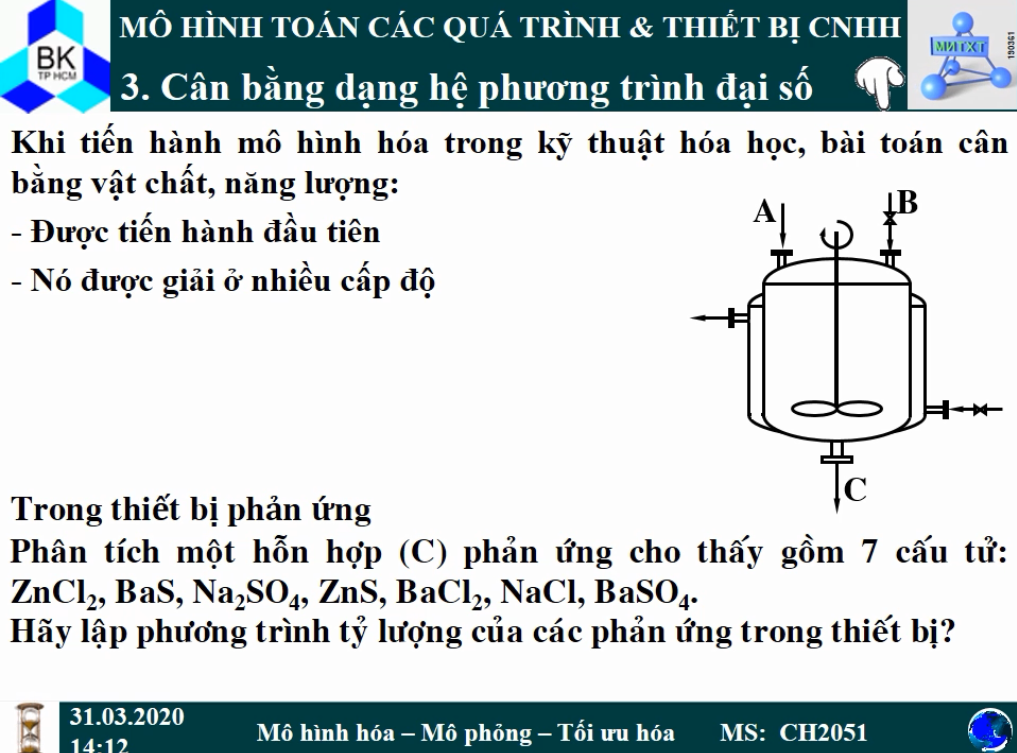 MÔ HÌNH TOÁN CÁC QUÁ TRÌNH & THIẾT BỊ CNHH
BK
TP HCM
МИТХТ
190361
3. Cân bằng dạng hệ phương trình đại số
Khi tiến hành mô hình hóa trong kỹ thuật hóa học, bài toán cân
bằng vật chất, năng lượng:
- Được tiến hành đầu tiên
- Nó được giải ở nhiều cấp độ
A
B
C
Trong thiết bị phản ứng
Phân tích một hỗn hợp (C) phản ứng cho thấy gồm 7 cấu tử:
ZnCl₂, BaS, Na₂SO₄, ZnS, BaCl₂, NaCl, BaSO₄.
Hãy lập phương trình tỷ lượng của các phản ứng trong thiết bị?
31.03.2020
14:12
Mô hình hóa – Mô phỏng – Tối ưu hóa MS: CH2051